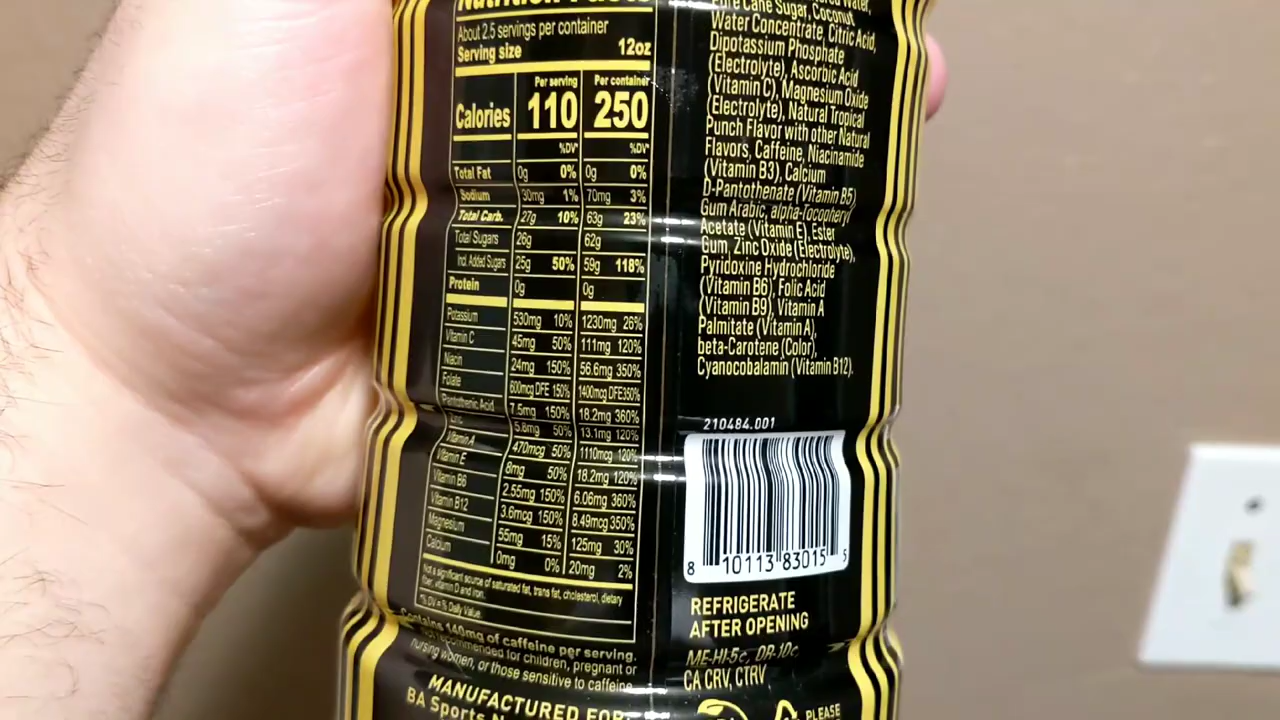 Nutrition Facts
About 2.5 servings per container
Serving size 12oz
Per serving Per container
Calories 110 250
%DV* %DV*
Total Fat 0g 0% 0g 0%
Sodium 30mg 1% 70mg 3%
Total Carb. 27g 10% 63g 23%
Total Sugars 26g 62g
Incl. Added Sugars 25g 50% 59g 118%
Protein 0g 0g
Potassium 530mg 10% 1230mg 26%
Vitamin C 45mg 50% 111mg 120%
Niacin 24mg 150% 56.6mg 350%
Folate 600mcg DFE 150% 1400mcg DFE 350%
Pantothenic Acid 7.5mg 150% 18.2mg 360%
Zinc 5.8mg 50% 13.1mg 120%
Vitamin A 470mcg 50% 1110mcg 120%
Vitamin E 8mg 50% 18.2mg 120%
Vitamin B6 2.55mg 150% 6.06mg 360%
Vitamin B12 3.6mcg 150% 8.49mcg 350%
Magnesium 55mg 15% 125mg 30%
Calcium 0mg 0% 20mg 2%
Not a significant source of saturated fat, trans fat, cholesterol, dietary
fiber, vitamin D and iron.
*% DV = % Daily Value
Contains 140mg of caffeine per serving.
Not recommended for children, pregnant or
nursing women, or those sensitive to caffeine.
MANUFACTURED FOR:
BA Sports
Water,
Pure Cane Sugar, Coconut
Water Concentrate, Citric Acid,
Dipotassium Phosphate
(Electrolyte), Ascorbic Acid
(Vitamin C), Magnesium Oxide
(Electrolyte), Natural Tropical
Punch Flavor with other Natural
Flavors, Caffeine, Niacinamide
(Vitamin B3), Calcium
D-Pantothenate (Vitamin B5)
Gum Arabic, alpha-Tocopheryl
Acetate (Vitamin E), Ester
Gum, Zinc Oxide (Electrolyte),
Pyridoxine Hydrochloride
(Vitamin B6), Folic Acid
(Vitamin B9), Vitamin A
Palmitate (Vitamin A),
beta-Carotene (Color),
Cyanocobalamin (Vitamin B12).
210484.001
8 10113 83015 5
REFRIGERATE
AFTER OPENING
ME-HI-5¢, OR-10¢
CA CRV, CTRV
PLEASE